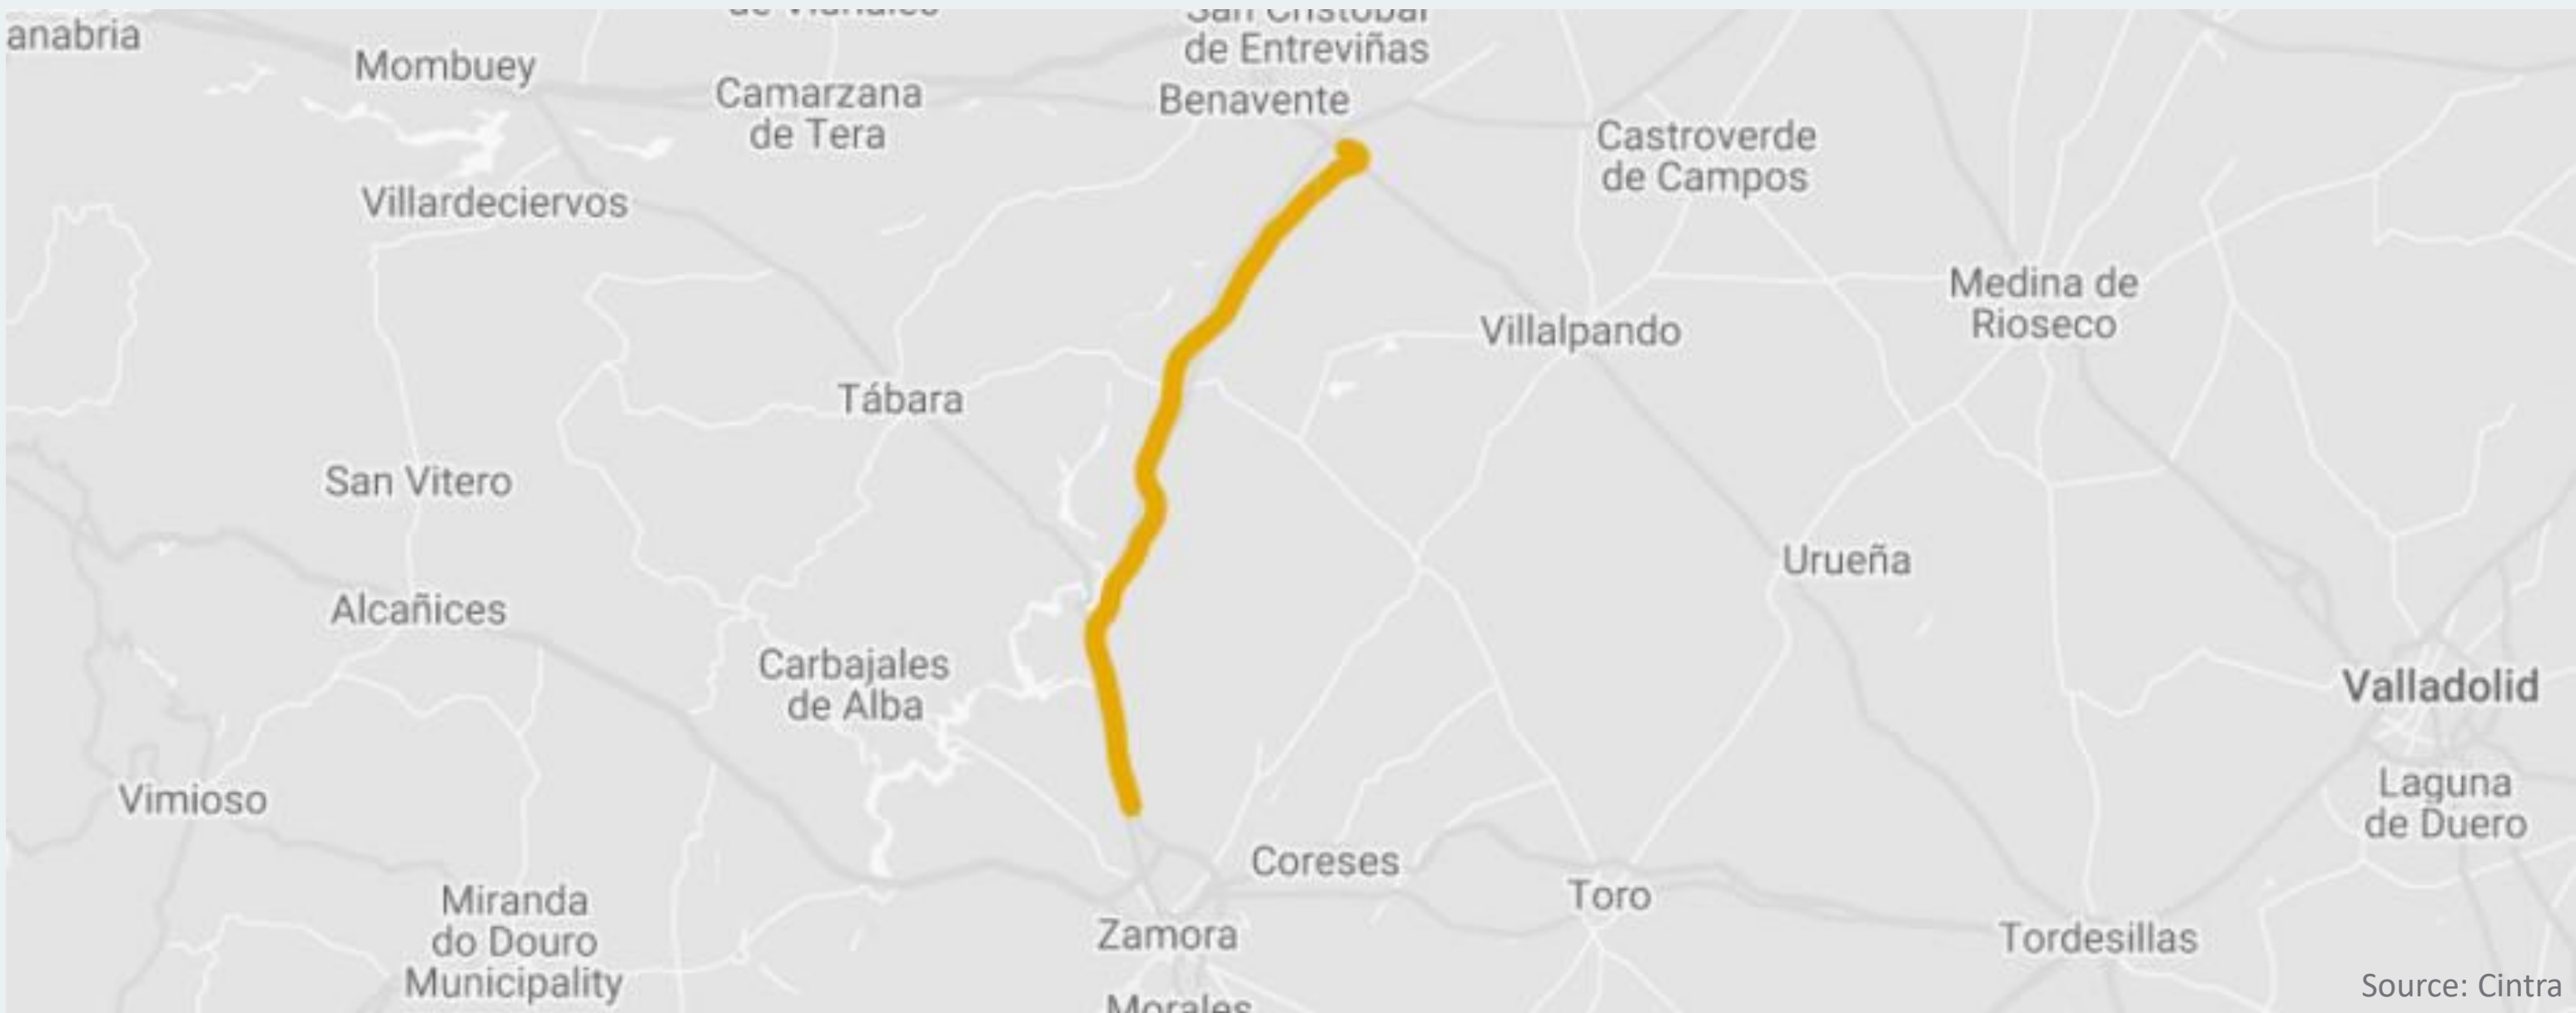 anabria
Mombuey
San Cristóbal
de Entreviñas
Benavente
Camarzana
de Tera
Castroverde
de Campos
Villardeciervos
Medina de
Rioseco
Villalpando
Tábara
San Vitero
Urueña
Alcañices
Carbajales
de Alba
Valladolid
Vimioso
Laguna
de Duero
Coreses
Toro
Miranda
do Douro
Municipality
Zamora
Tordesillas
Morales
Source: Cintra